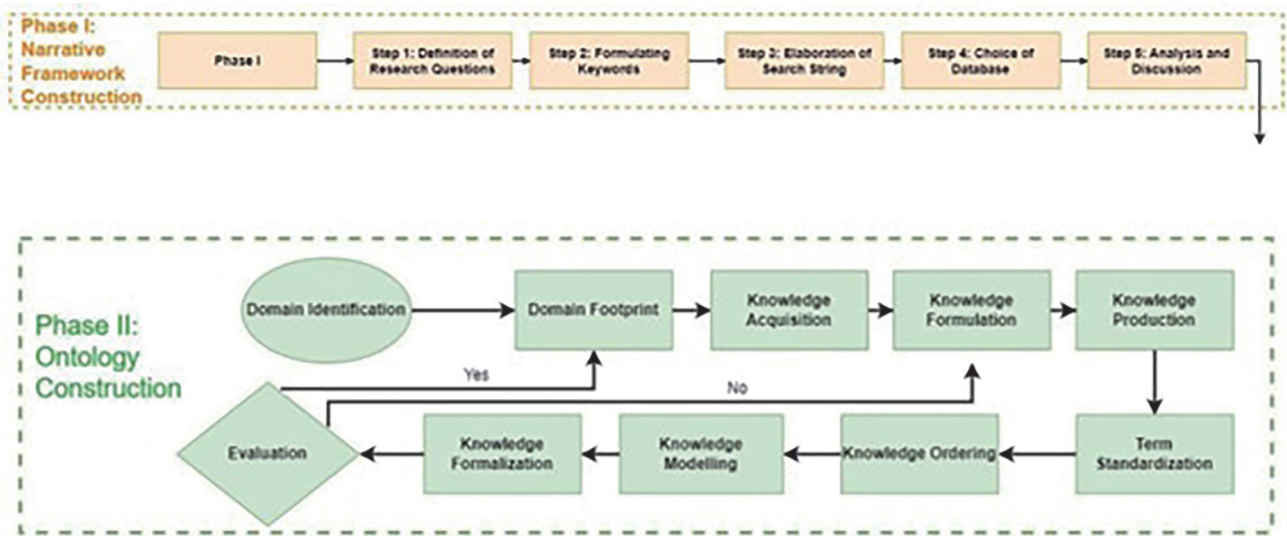 Phase I:
Narrative
Framework
Construction
Phase I
Step 1: Definition of
Research Questions
Step 2: Formulating
Keywords
Step 3: Elaboration of
Search String
Step 4: Choice of
Database
Step 5: Analysis and
Discussion
Phase II:
Ontology
Construction
Domain Identification
Domain Footprint
Knowledge
Acquisition
Knowledge
Formulation
Knowledge
Production
Yes
No
Evaluation
Knowledge
Formalization
Knowledge
Modelling
Knowledge Ordering
Term
Standardization